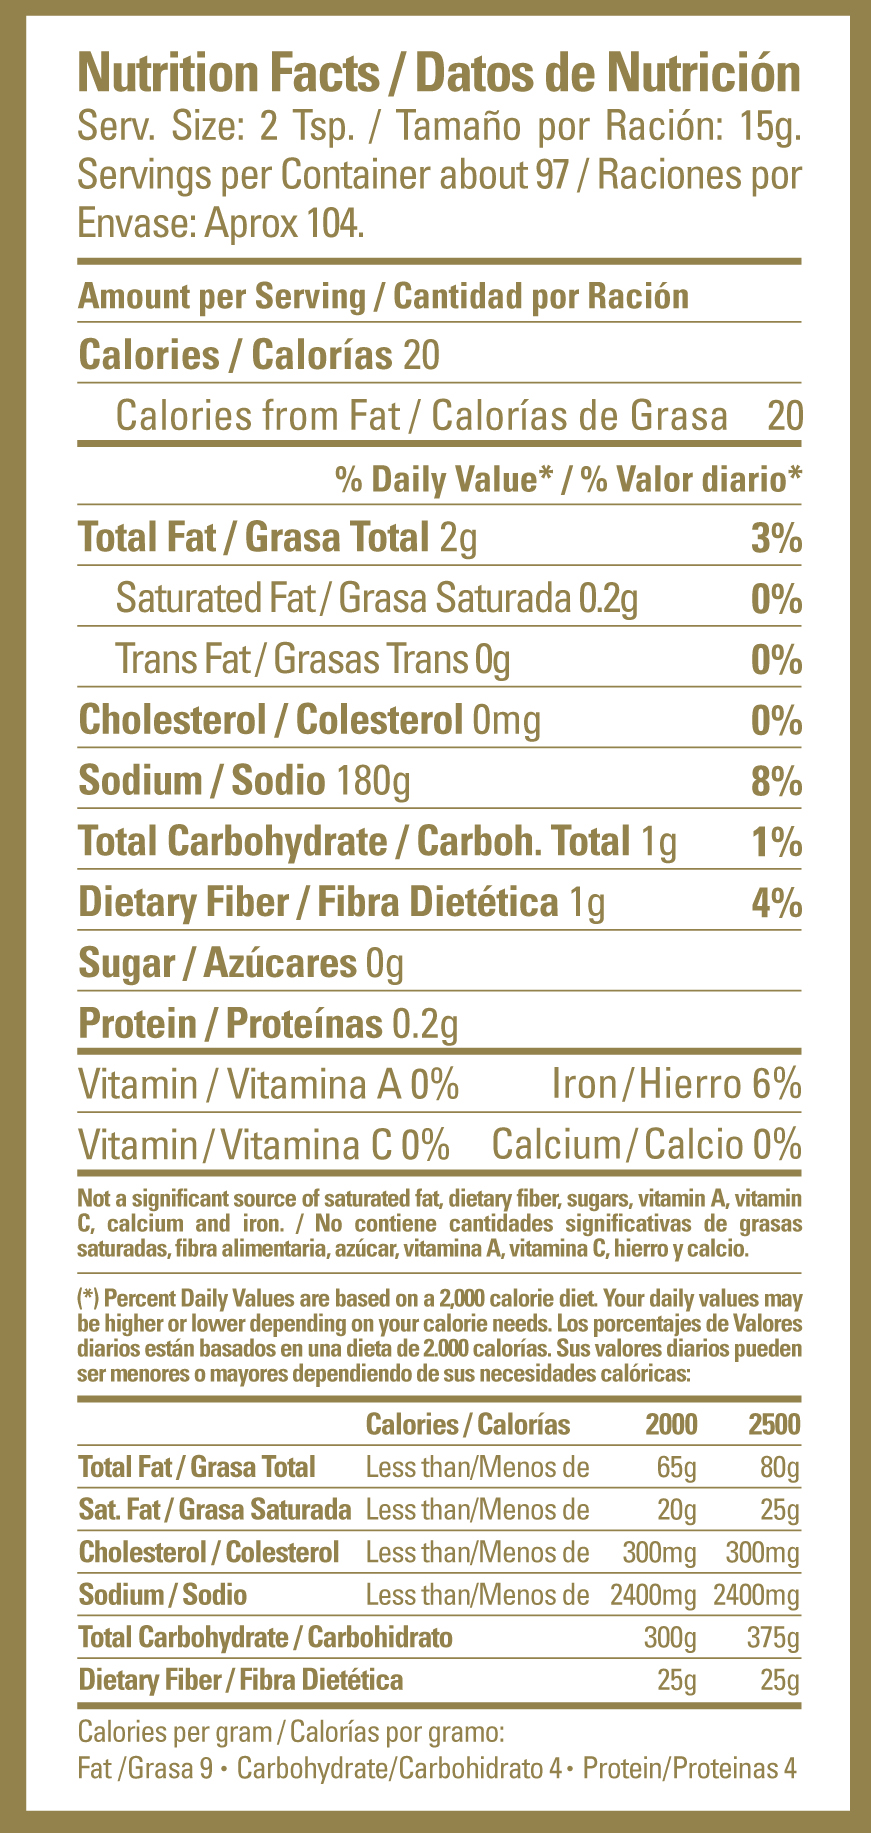 Nutrition Facts / Datos de Nutrición
Serv. Size: 2 Tsp. / Tamaño por Ración: 15g.
Servings per Container about 97 / Raciones por
Envase: Aprox 104.
Amount per Serving / Cantidad por Ración
Calories / Calorías 20
Calories from Fat / Calorías de Grasa 20
% Daily Value* / % Valor diario*
Total Fat / Grasa Total 2g 3%
Saturated Fat / Grasa Saturada 0.2g 0%
Trans Fat / Grasas Trans 0g 0%
Cholesterol / Colesterol 0mg 0%
Sodium / Sodio 180g 8%
Total Carbohydrate / Carboh. Total 1g 1%
Dietary Fiber / Fibra Dietética 1g 4%
Sugar / Azúcares 0g
Protein / Proteínas 0.2g
Vitamin / Vitamina A 0% Iron / Hierro 6%
Vitamin / Vitamina C 0% Calcium / Calcio 0%
Not a significant source of saturated fat, dietary fiber, sugars, vitamin A, vitamin
C, calcium and iron. / No contiene cantidades significativas de grasas
saturadas, fibra alimentaria, azúcar, vitamina A, vitamina C, hierro y calcio.
(*) Percent Daily Values are based on a 2,000 calorie diet. Your daily values may
be higher or lower depending on your calorie needs. Los porcentajes de Valores
diarios están basados en una dieta de 2.000 calorías. Sus valores diarios pueden
ser menores o mayores dependiendo de sus necesidades calóricas:
Calories / Calorías 2000 2500
Total Fat / Grasa Total Less than/Menos de 65g 80g
Sat. Fat / Grasa Saturada Less than/Menos de 20g 25g
Cholesterol / Colesterol Less than/Menos de 300mg 300mg
Sodium / Sodio Less than/Menos de 2400mg 2400mg
Total Carbohydrate / Carbohidrato 300g 375g
Dietary Fiber / Fibra Dietética 25g 25g
Calories per gram / Calorías por gramo:
Fat /Grasa 9 • Carbohydrate/Carbohidrato 4 • Protein/Proteinas 4